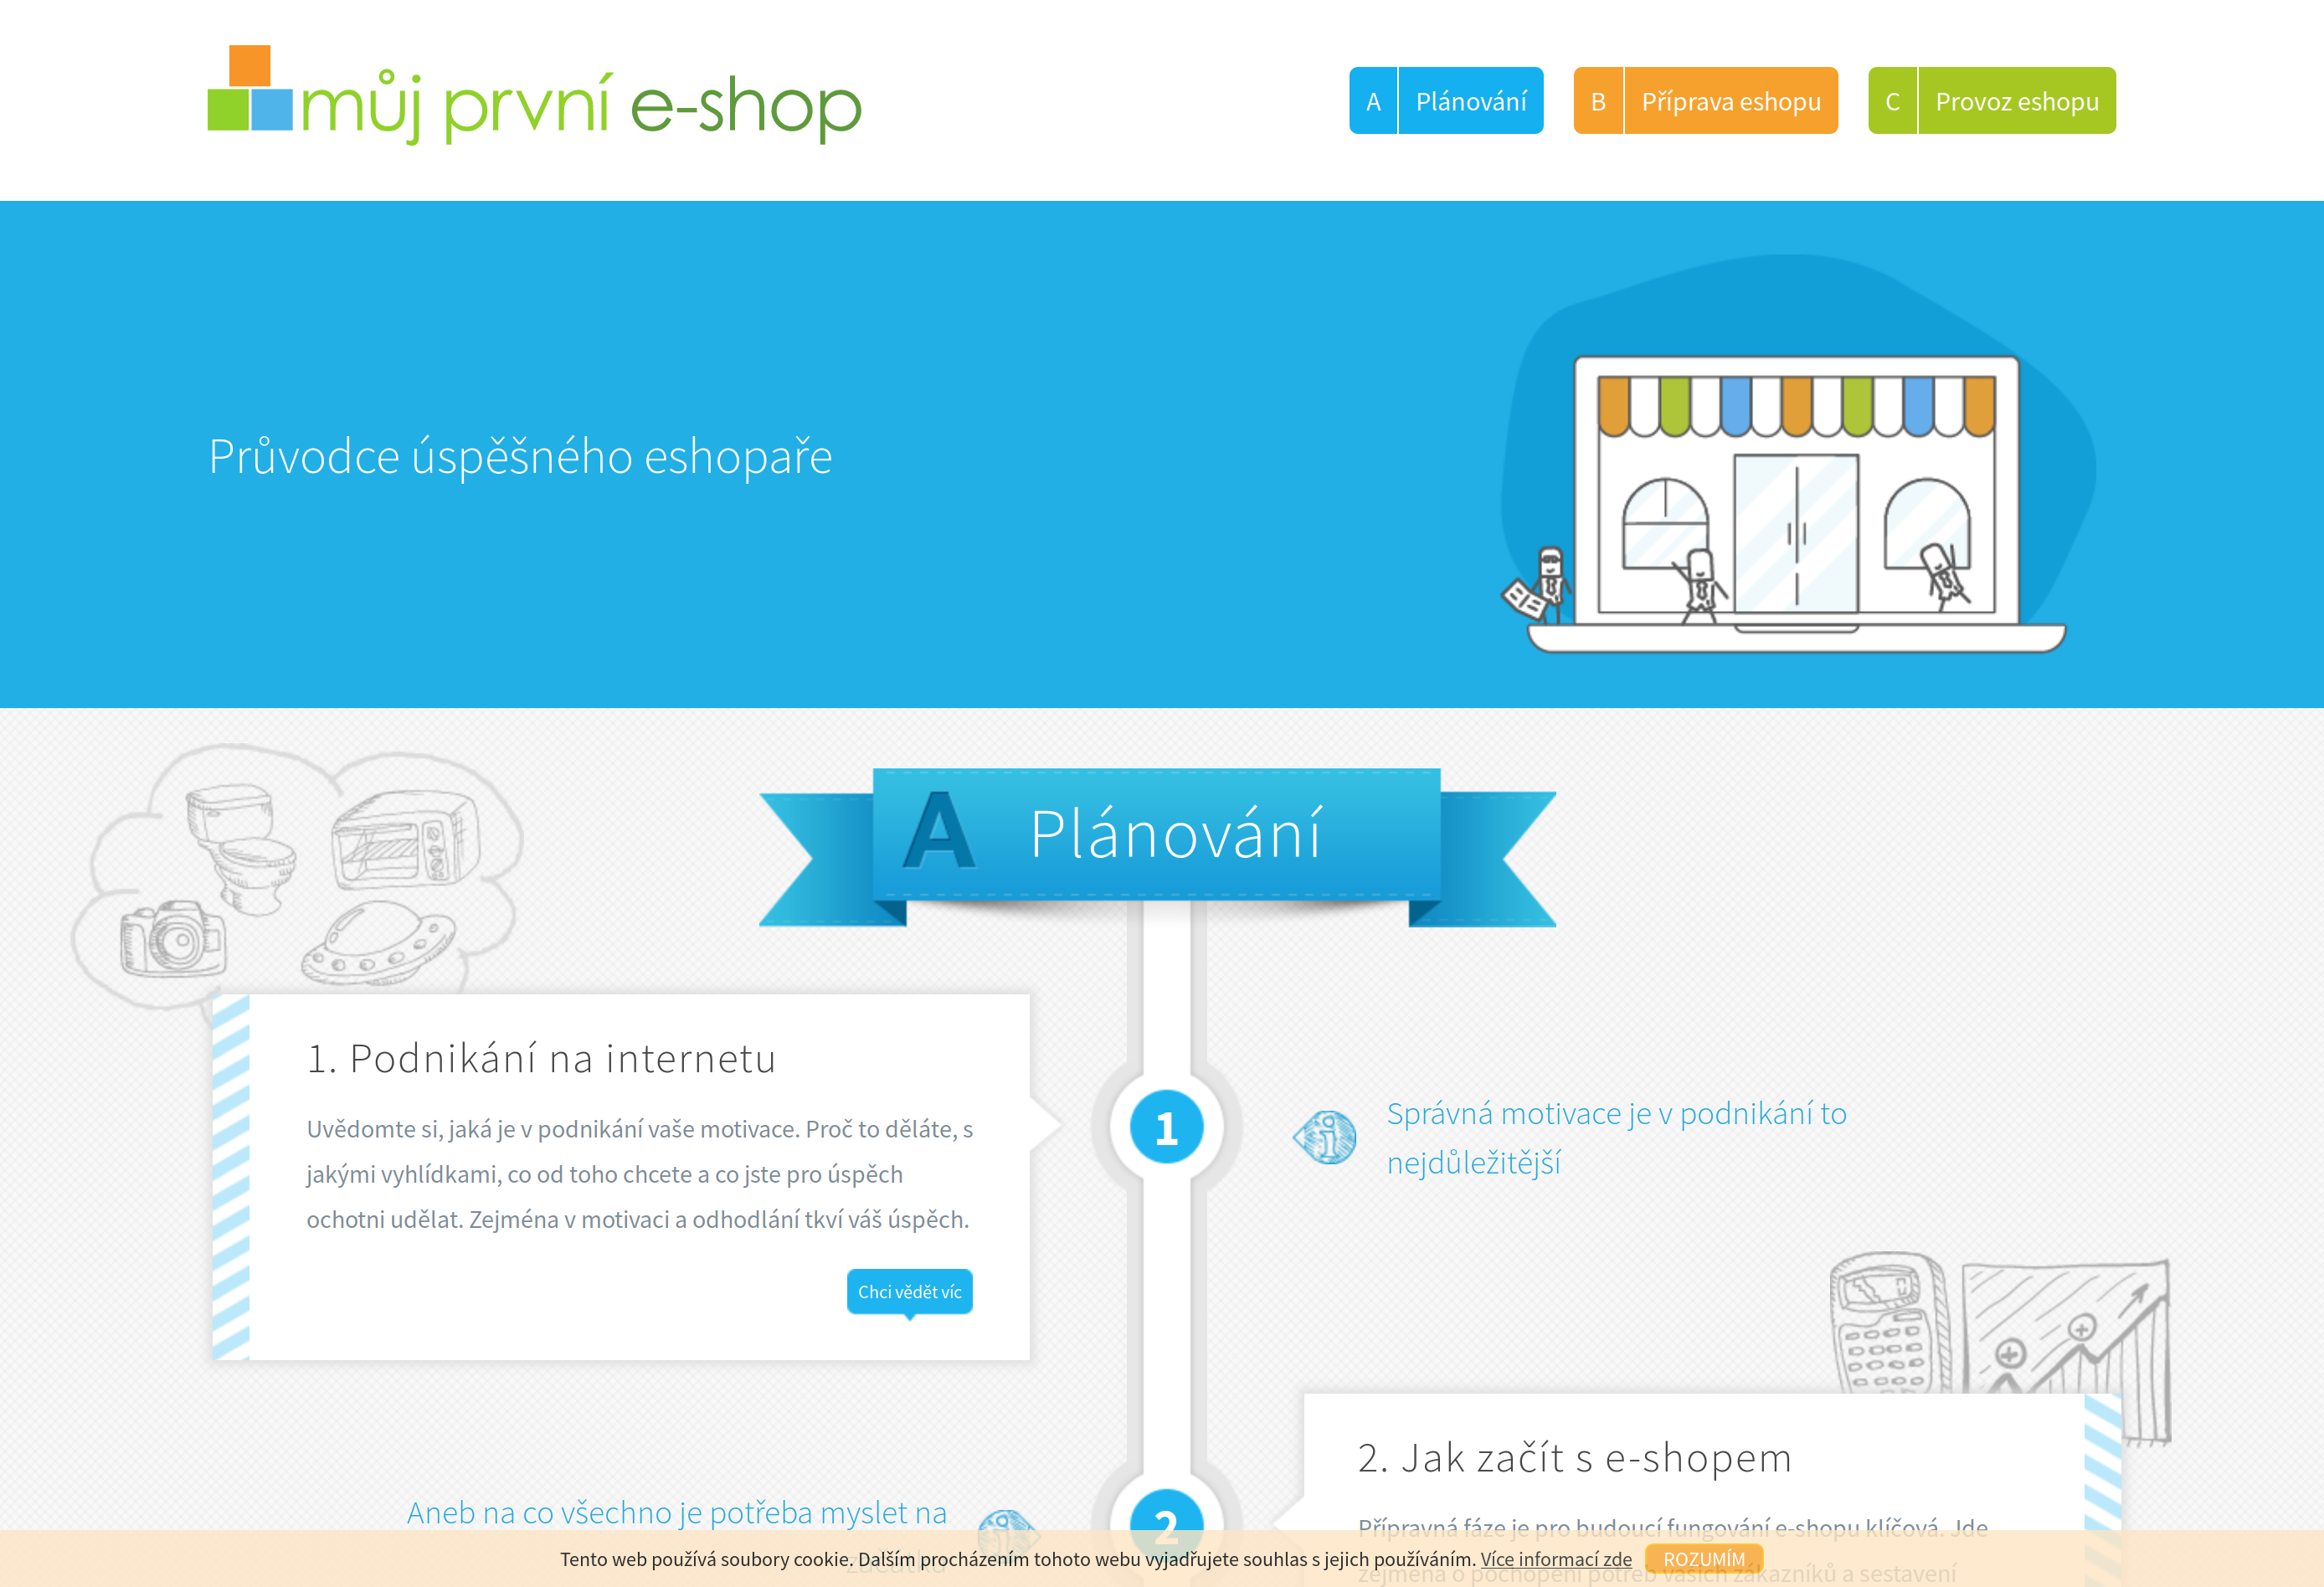 můj první e-shop
A Plánování
B Příprava eshopu
C Provoz eshopu
Průvodce úspěšného eshopaře
A Plánování
1. Podnikání na internetu
Uvědomte si, jaká je v podnikání vaše motivace. Proč to děláte, s
jakými vyhlídkami, co od toho chcete a co jste pro úspěch
ochotni udělat. Zejména v motivaci a odhodlání tkví váš úspěch.
Chci vědět víc
1
Správná motivace je v podnikání to
nejdůležitější
2. Jak začít s e-shopem
Přípravná fáze je pro budoucí fungování e-shopu klíčová. Jde
zejména o pochopení potřeb vašich zákazníků a sestavení
2
Aneb na co všechno je potřeba myslet na
začátku
Tento web používá soubory cookie. Dalším procházením tohoto webu vyjadřujete souhlas s jejich používáním. Více informací zde ROZUMÍM